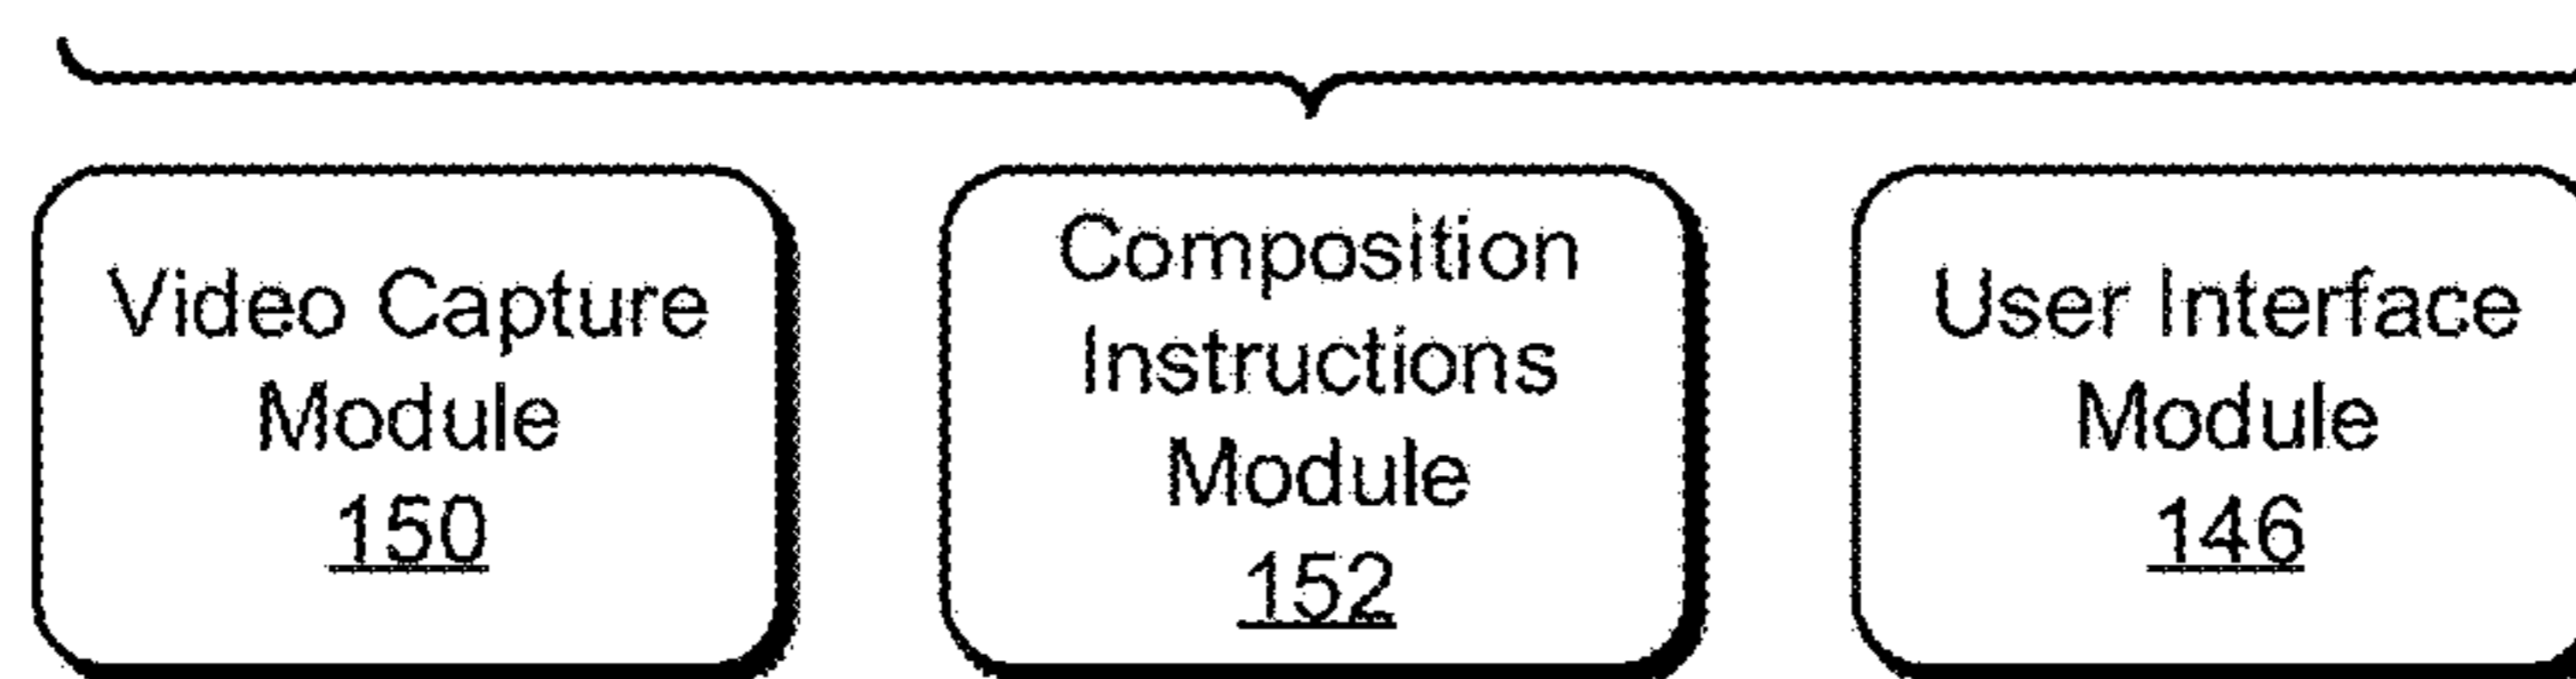 Video Capture
Module
150
Composition
Instructions
Module
152
User Interface
Module
146